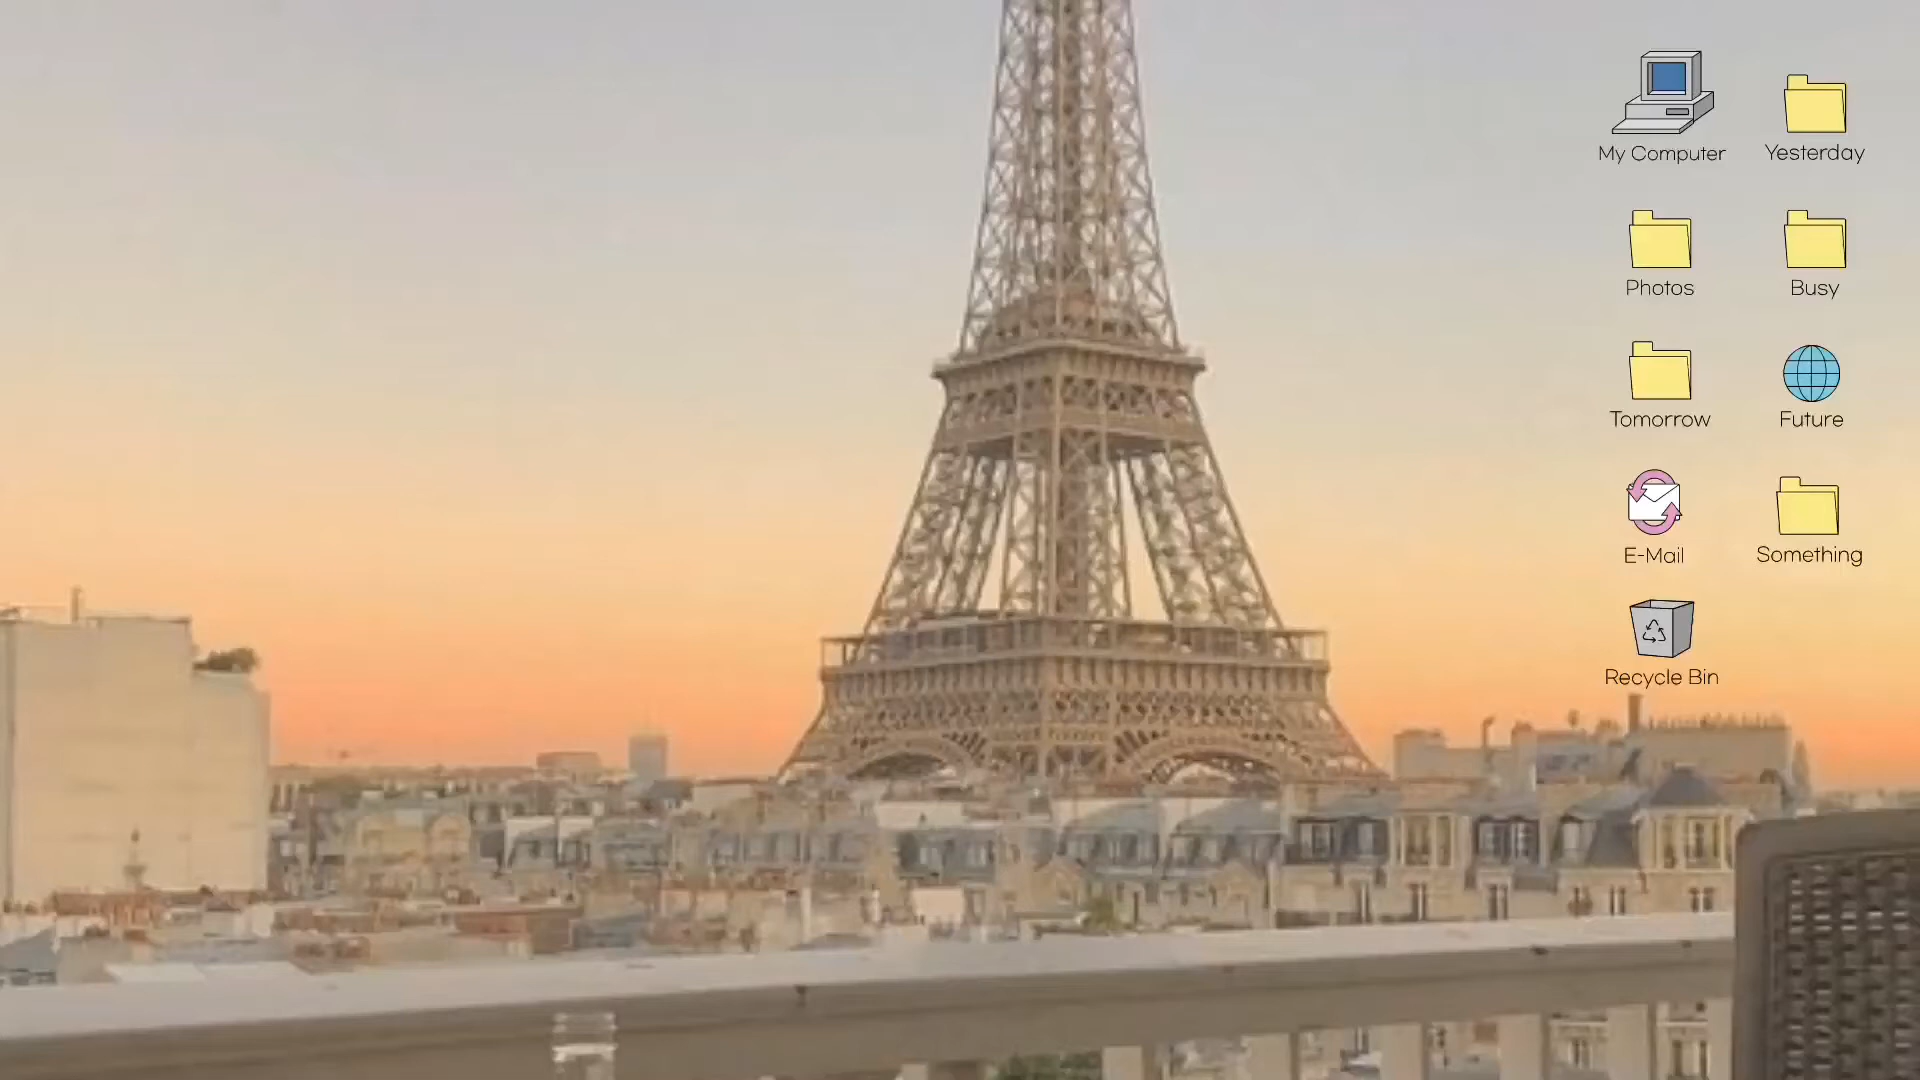 My Computer
Yesterday
Photos
Busy
Tomorrow
Future
E-Mail
Something
Recycle Bin